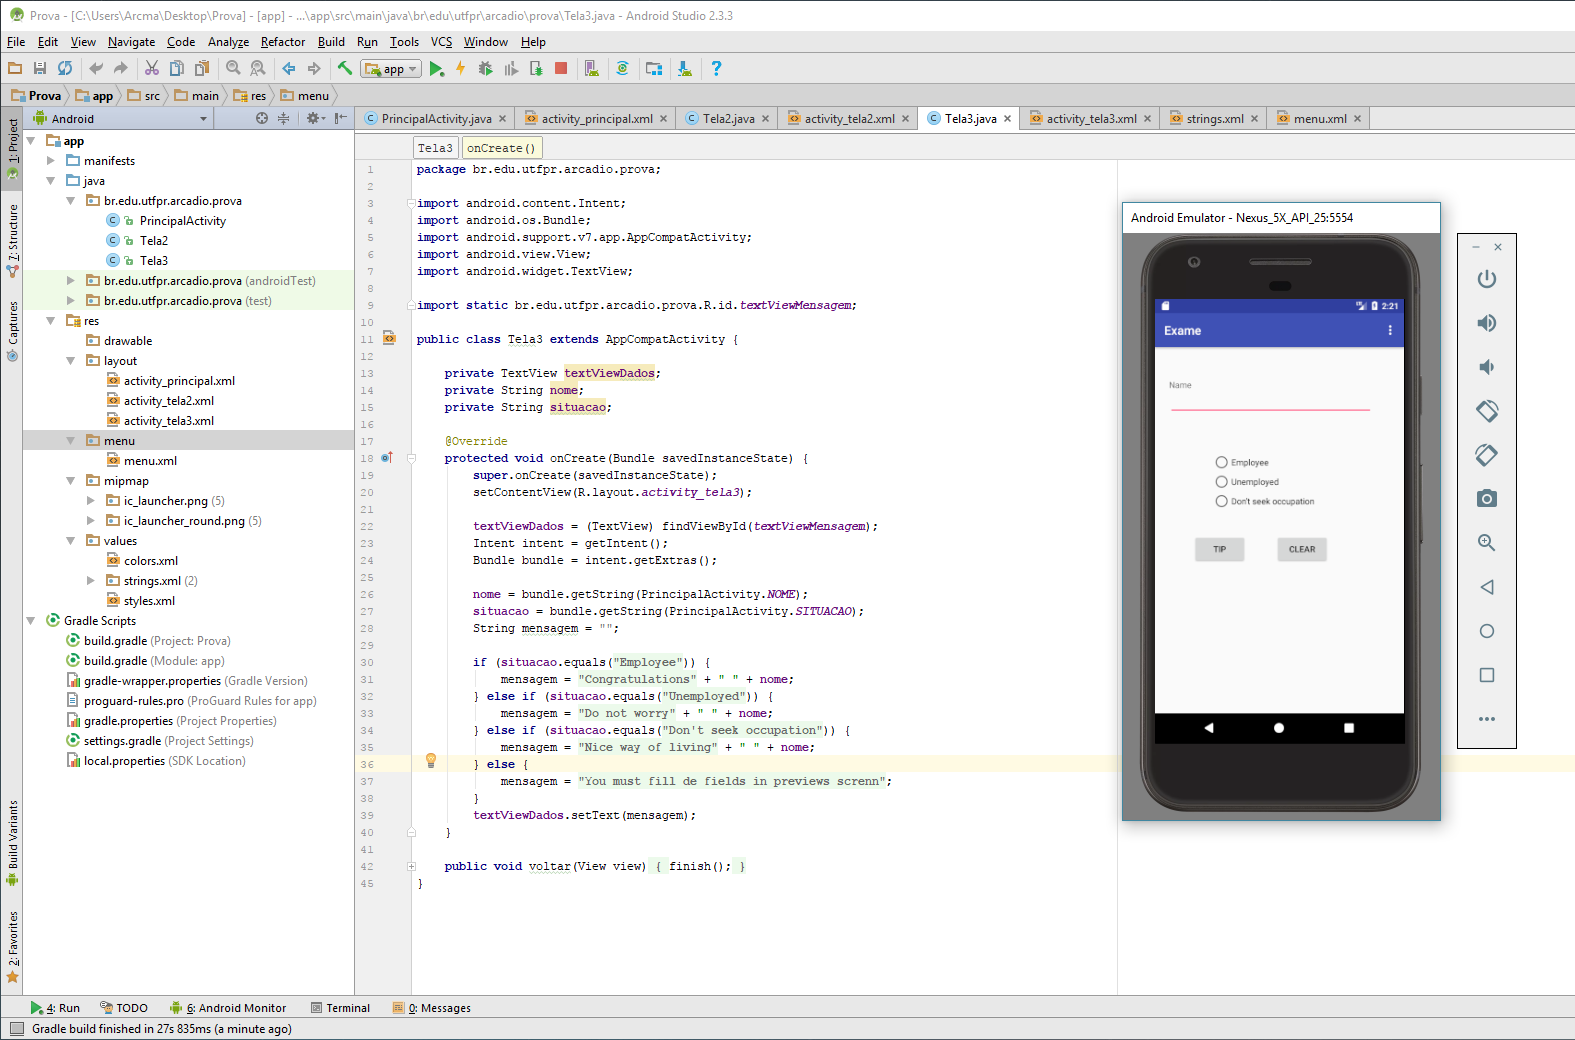 Prova - [C:\Users\Arcma\Desktop\Prova] - [app] - ...\app\src\main\java\br\edu\utfpr\arcadio\prova\Tela3.java - Android Studio 2.3.3
File Edit View Navigate Code Analyze Refactor Build Run Tools VCS Window Help
app
Prova app src main res menu
Android
PrincipalActivity.java activity_principal.xml Tela2.java activity_tela2.xml Tela3.java activity_tela3.xml strings.xml menu.xml
1: Project
7: Structure
Captures
Build Variants
2: Favorites
app
manifests
java
br.edu.utfpr.arcadio.prova
PrincipalActivity
Tela2
Tela3
br.edu.utfpr.arcadio.prova (androidTest)
br.edu.utfpr.arcadio.prova (test)
res
drawable
layout
activity_principal.xml
activity_tela2.xml
activity_tela3.xml
menu
menu.xml
mipmap
ic_launcher.png (5)
ic_launcher_round.png (5)
values
colors.xml
strings.xml (2)
styles.xml
Gradle Scripts
build.gradle (Project: Prova)
build.gradle (Module: app)
gradle-wrapper.properties (Gradle Version)
proguard-rules.pro (ProGuard Rules for app)
gradle.properties (Project Properties)
settings.gradle (Project Settings)
local.properties (SDK Location)
Tela3 onCreate()
1 package br.edu.utfpr.arcadio.prova;
2
3 import android.content.Intent;
4 import android.os.Bundle;
5 import android.support.v7.app.AppCompatActivity;
6 import android.view.View;
7 import android.widget.TextView;
8
9 import static br.edu.utfpr.arcadio.prova.R.id.textViewMensagem;
10
11 public class Tela3 extends AppCompatActivity {
12
13 private TextView textViewDados;
14 private String nome;
15 private String situacao;
16
17 @Override
18 protected void onCreate(Bundle savedInstanceState) {
19 super.onCreate(savedInstanceState);
20 setContentView(R.layout.activity_tela3);
21
22 textViewDados = (TextView) findViewById(textViewMensagem);
23 Intent intent = getIntent();
24 Bundle bundle = intent.getExtras();
25
26 nome = bundle.getString(PrincipalActivity.NOME);
27 situacao = bundle.getString(PrincipalActivity.SITUACAO);
28 String mensagem = "";
29
30 if (situacao.equals("Employee")) {
31 mensagem = "Congratulations" + " " + nome;
32 } else if (situacao.equals("Unemployed")) {
33 mensagem = "Do not worry" + " " + nome;
34 } else if (situacao.equals("Don't seek occupation")) {
35 mensagem = "Nice way of living" + " " + nome;
36 } else {
37 mensagem = "You must fill de fields in previews screnn";
38 }
39 textViewDados.setText(mensagem);
40 }
41
42 public void voltar(View view) { finish(); }
45 }
Android Emulator - Nexus_5X_API_25:5554
2:21
Exame
Name
Employee
Unemployed
Don't seek occupation
TIP CLEAR
4: Run TODO 6: Android Monitor Terminal 0: Messages
Gradle build finished in 27s 835ms (a minute ago)